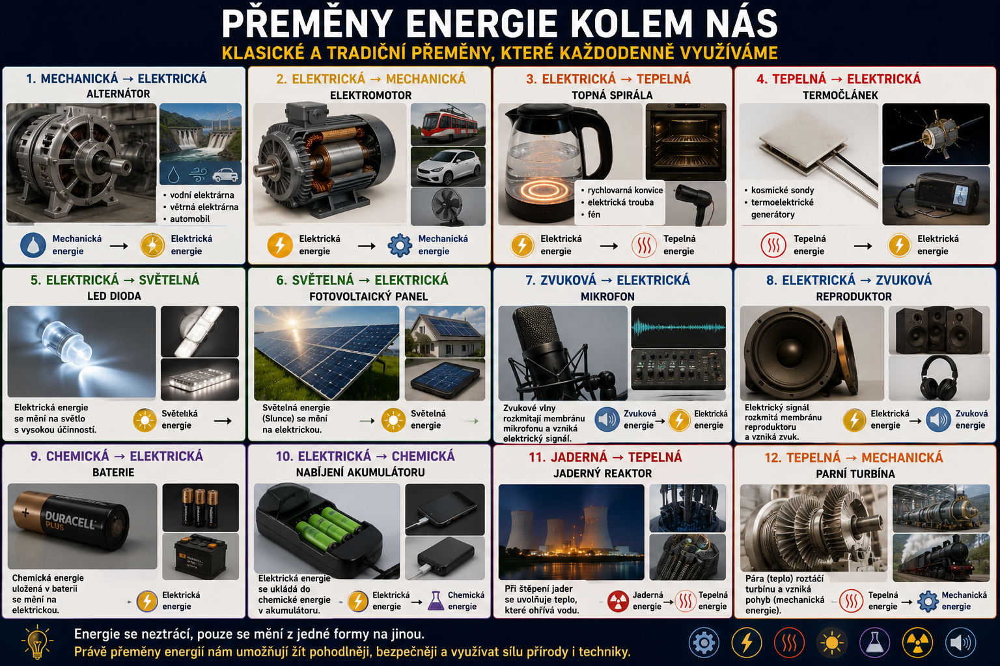 PŘEMĚNY ENERGIE KOLEM NÁS
KLASICKÉ A TRADIČNÍ PŘEMĚNY, KTERÉ KAŽDODENNĚ VYUŽÍVÁME
1. MECHANICKÁ → ELEKTRICKÁ
ALTERNÁTOR
• vodní elektrárna
• větrná elektrárna
• automobil
Mechanická
energie
→
Elektrická
energie
2. ELEKTRICKÁ → MECHANICKÁ
ELEKTROMOTOR
Elektrická
energie
→
Mechanická
energie
3. ELEKTRICKÁ → TEPELNÁ
TOPNÁ SPIRÁLA
• rychlovarná konvice
• elektrická trouba
• fén
Elektrická
energie
→
Tepelná
energie
4. TEPELNÁ → ELEKTRICKÁ
TERMOČLÁNEK
• kosmické sondy
• termoelektrické
generátory
Tepelná
energie
→
Elektrická
energie
5. ELEKTRICKÁ → SVĚTELNÁ
LED DIODA
Elektrická energie
se mění na světlo
s vysokou účinností.
Světelıká
energie
→
6. SVĚTELNÁ → ELEKTRICKÁ
FOTOVOLTAICKÝ PANEL
Světelná energie
(Slunce) se mění
na elektrickou.
→
Světelná
energie
→
7. ZVUKOVÁ → ELEKTRICKÁ
MIKROFON
Zvukové vlny
rozkmitají membránu
mikrofonu a vzniká
elektrický signál.
Zvuková
energie
→
Elektrická
energie
8. ELEKTRICKÁ → ZVUKOVÁ
REPRODUKTOR
Elektrický signál
rozkmitá membránu
reproduktoru
a vzniká zvuk.
Elektrická
energie
→
Zvuková
energie
9. CHEMICKÁ → ELEKTRICKÁ
BATERIE
DURACELL
PLUS
Chemická energie
uložená v baterii
se mění na
elektrickou.
Elektrická
energie
10. ELEKTRICKÁ → CHEMICKÁ
NABÍJENÍ AKUMULÁTORU
Elektrická energie
se ukládá do
chemické energie
v akumulátoru.
Elektrická
energie
→
Chemická
energie
11. JADERNÁ → TEPELNÁ
JADERNÝ REAKTOR
Při štěpení jader
se uvolňuje teplo,
které ohřívá vodu.
Jaderná
energie
→
Tepelná
energie
12. TEPELNÁ → MECHANICKÁ
PARNÍ TURBÍNA
Pára (teplo) roztáčí
turbínu a vzniká
pohyb (mechanická
energie).
Tepelná
energie
→
Mechanická
energie
Energie se neztrácí, pouze se mění z jedné formy na jinou.
Právě přeměny energií nám umožňují žít pohodlněji, bezpečněji a využívat sílu přírody i techniky.